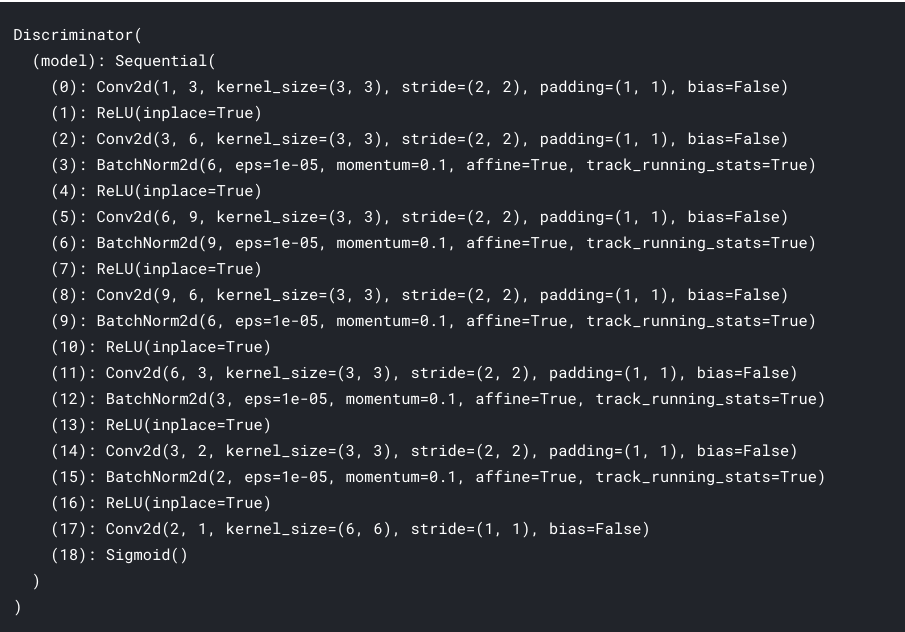 Discriminator(
  (model): Sequential(
    (0): Conv2d(1, 3, kernel_size=(3, 3), stride=(2, 2), padding=(1, 1), bias=False)
    (1): ReLU(inplace=True)
    (2): Conv2d(3, 6, kernel_size=(3, 3), stride=(2, 2), padding=(1, 1), bias=False)
    (3): BatchNorm2d(6, eps=1e-05, momentum=0.1, affine=True, track_running_stats=True)
    (4): ReLU(inplace=True)
    (5): Conv2d(6, 9, kernel_size=(3, 3), stride=(2, 2), padding=(1, 1), bias=False)
    (6): BatchNorm2d(9, eps=1e-05, momentum=0.1, affine=True, track_running_stats=True)
    (7): ReLU(inplace=True)
    (8): Conv2d(9, 6, kernel_size=(3, 3), stride=(2, 2), padding=(1, 1), bias=False)
    (9): BatchNorm2d(6, eps=1e-05, momentum=0.1, affine=True, track_running_stats=True)
    (10): ReLU(inplace=True)
    (11): Conv2d(6, 3, kernel_size=(3, 3), stride=(2, 2), padding=(1, 1), bias=False)
    (12): BatchNorm2d(3, eps=1e-05, momentum=0.1, affine=True, track_running_stats=True)
    (13): ReLU(inplace=True)
    (14): Conv2d(3, 2, kernel_size=(3, 3), stride=(2, 2), padding=(1, 1), bias=False)
    (15): BatchNorm2d(2, eps=1e-05, momentum=0.1, affine=True, track_running_stats=True)
    (16): ReLU(inplace=True)
    (17): Conv2d(2, 1, kernel_size=(6, 6), stride=(1, 1), bias=False)
    (18): Sigmoid()
  )
)